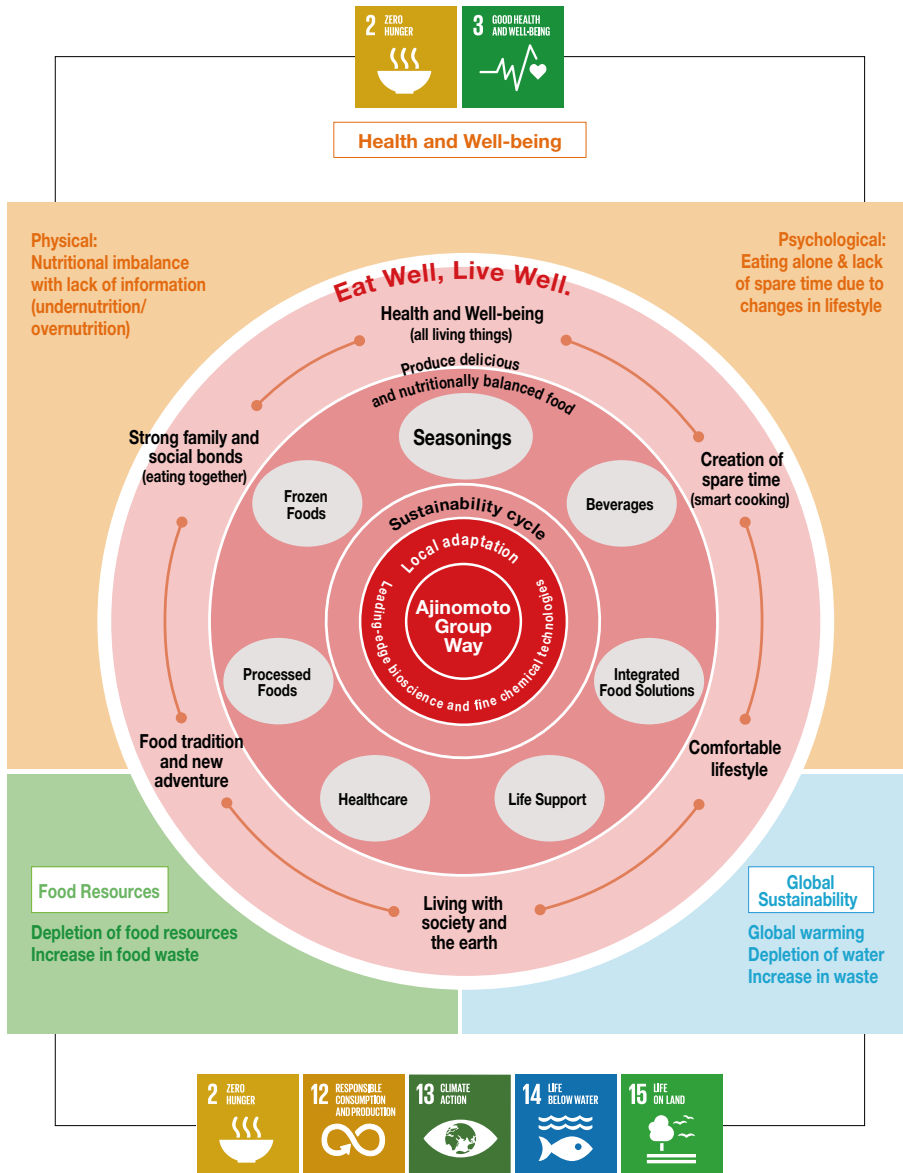 2 ZERO
HUNGER
3 GOOD HEALTH
AND WELL-BEING
Health and Well-being
Physical:
Nutritional imbalance
with lack of information
(undernutrition/
overnutrition)
Psychological:
Eating alone & lack
of spare time due to
changes in lifestyle
Eat Well, Live Well.
Health and Well-being
(all living things)
Produce delicious
and nutritionally balanced food
Strong family and
social bonds
(eating together)
Creation of
spare time
(smart cooking)
Seasonings
Frozen
Foods
Beverages
Sustainability cycle
Local adaptation
Leading-edge bioscience and fine chemical technologies
Ajinomoto
Group
Way
Processed
Foods
Integrated
Food Solutions
Food tradition
and new
adventure
Comfortable
lifestyle
Healthcare
Life Support
Living with
society and
the earth
Food Resources
Depletion of food resources
Increase in food waste
Global
Sustainability
Global warming
Depletion of water
Increase in waste
2 ZERO
HUNGER
12 RESPONSIBLE
CONSUMPTION
AND PRODUCTION
13 CLIMATE
ACTION
14 LIFE
BELOW WATER
15 LIFE
ON LAND